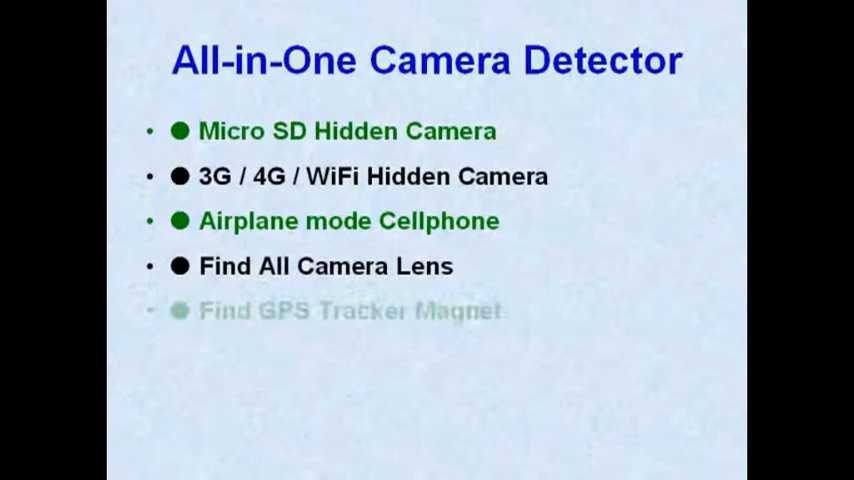 All-in-One Camera Detector
• ● Micro SD Hidden Camera
• ● 3G / 4G / WiFi Hidden Camera
• ● Airplane mode Cellphone
• ● Find All Camera Lens
• ● Find GPS Tracker Magnet